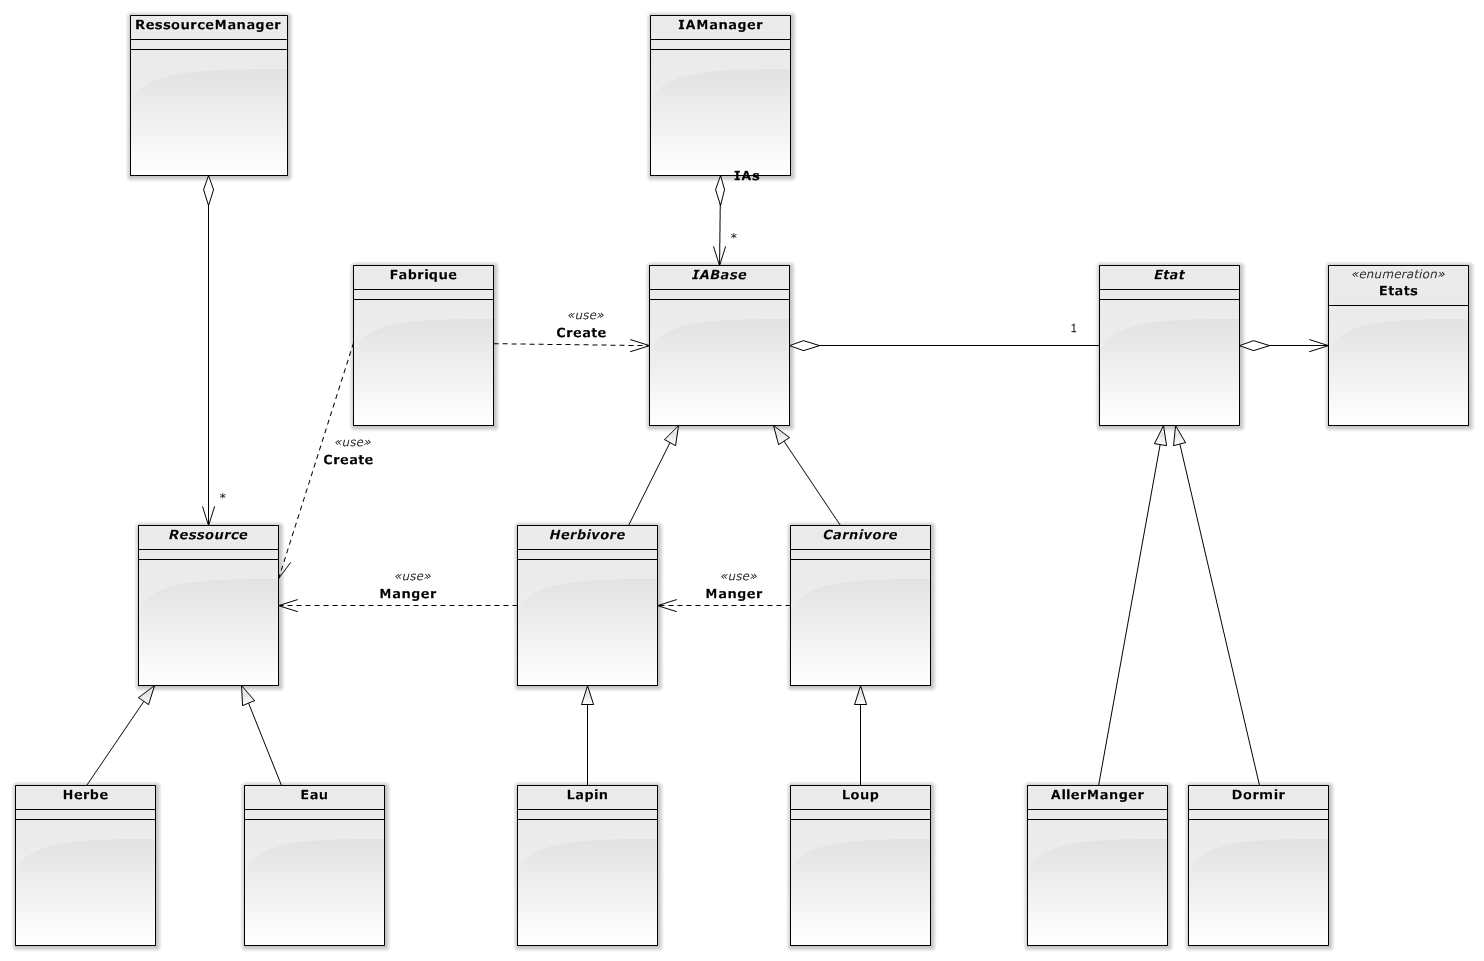 RessourceManager
IAManager
IAs
*
Fabrique
IABase
Etat
«enumeration»
Etats
«use»
Create
1
«use»
Create
*
Ressource
Herbivore
Carnivore
«use»
Manger
«use»
Manger
Herbe
Eau
Lapin
Loup
AllerManger
Dormir